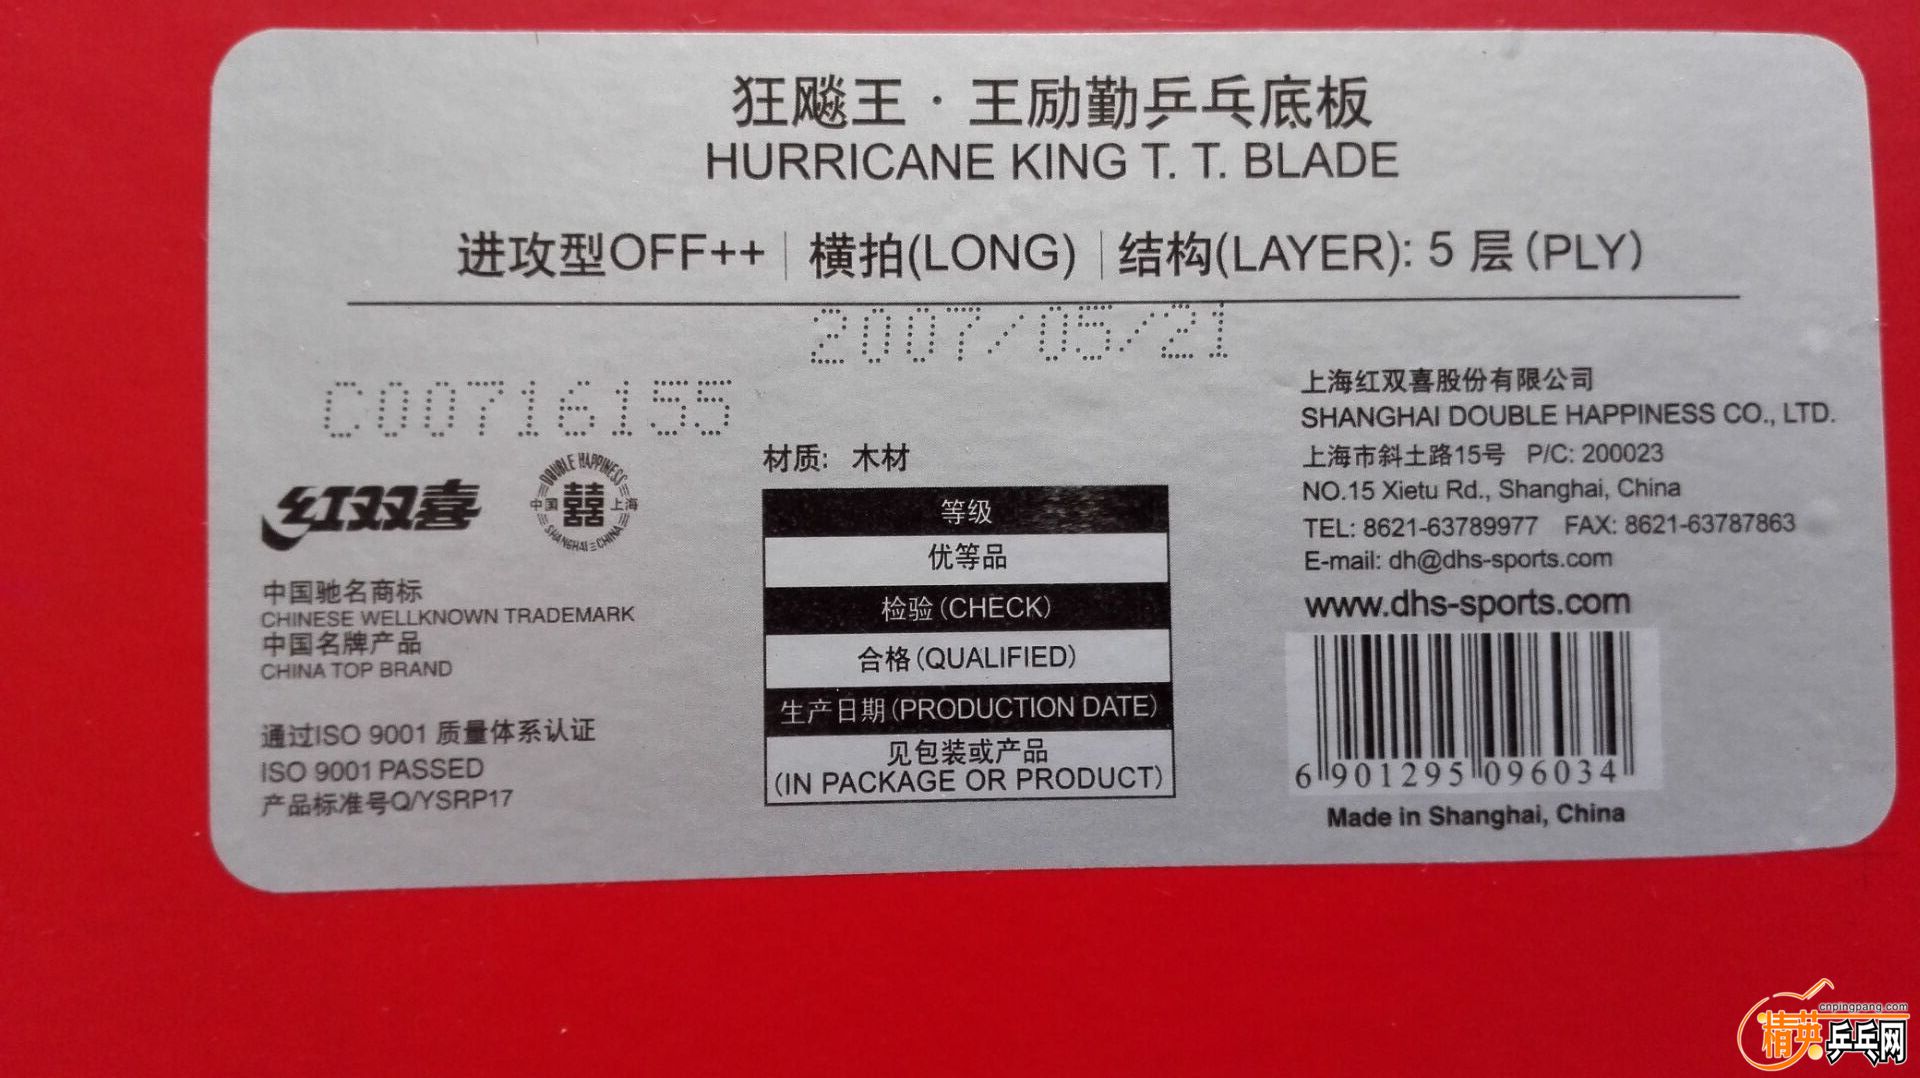 狂飚王·王励勤乒乓底板
HURRICANE KING T. T. BLADE
进攻型OFF++ | 横拍(LONG) | 结构(LAYER): 5 层(PLY)
2007/05/21
C00716155
红双喜
DOUBLE HAPPINESS
中国 囍 上海
SHANGHAI CHINA
中国驰名商标
CHINESE WELLKNOWN TRADEMARK
中国名牌产品
CHINA TOP BRAND
通过ISO 9001 质量体系认证
ISO 9001 PASSED
产品标准号Q/YSRP17
材质: 木材
等级
优等品
检验(CHECK)
合格(QUALIFIED)
生产日期(PRODUCTION DATE)
见包装或产品
(IN PACKAGE OR PRODUCT)
上海红双喜股份有限公司
SHANGHAI DOUBLE HAPPINESS CO., LTD.
上海市斜土路15号 P/C: 200023
NO.15 Xietu Rd., Shanghai, China
TEL: 8621-63789977 FAX: 8621-63787863
E-mail: dh@dhs-sports.com
www.dhs-sports.com
6 901295 096034
Made in Shanghai, China
cnpingpang.com
精英乒乓网